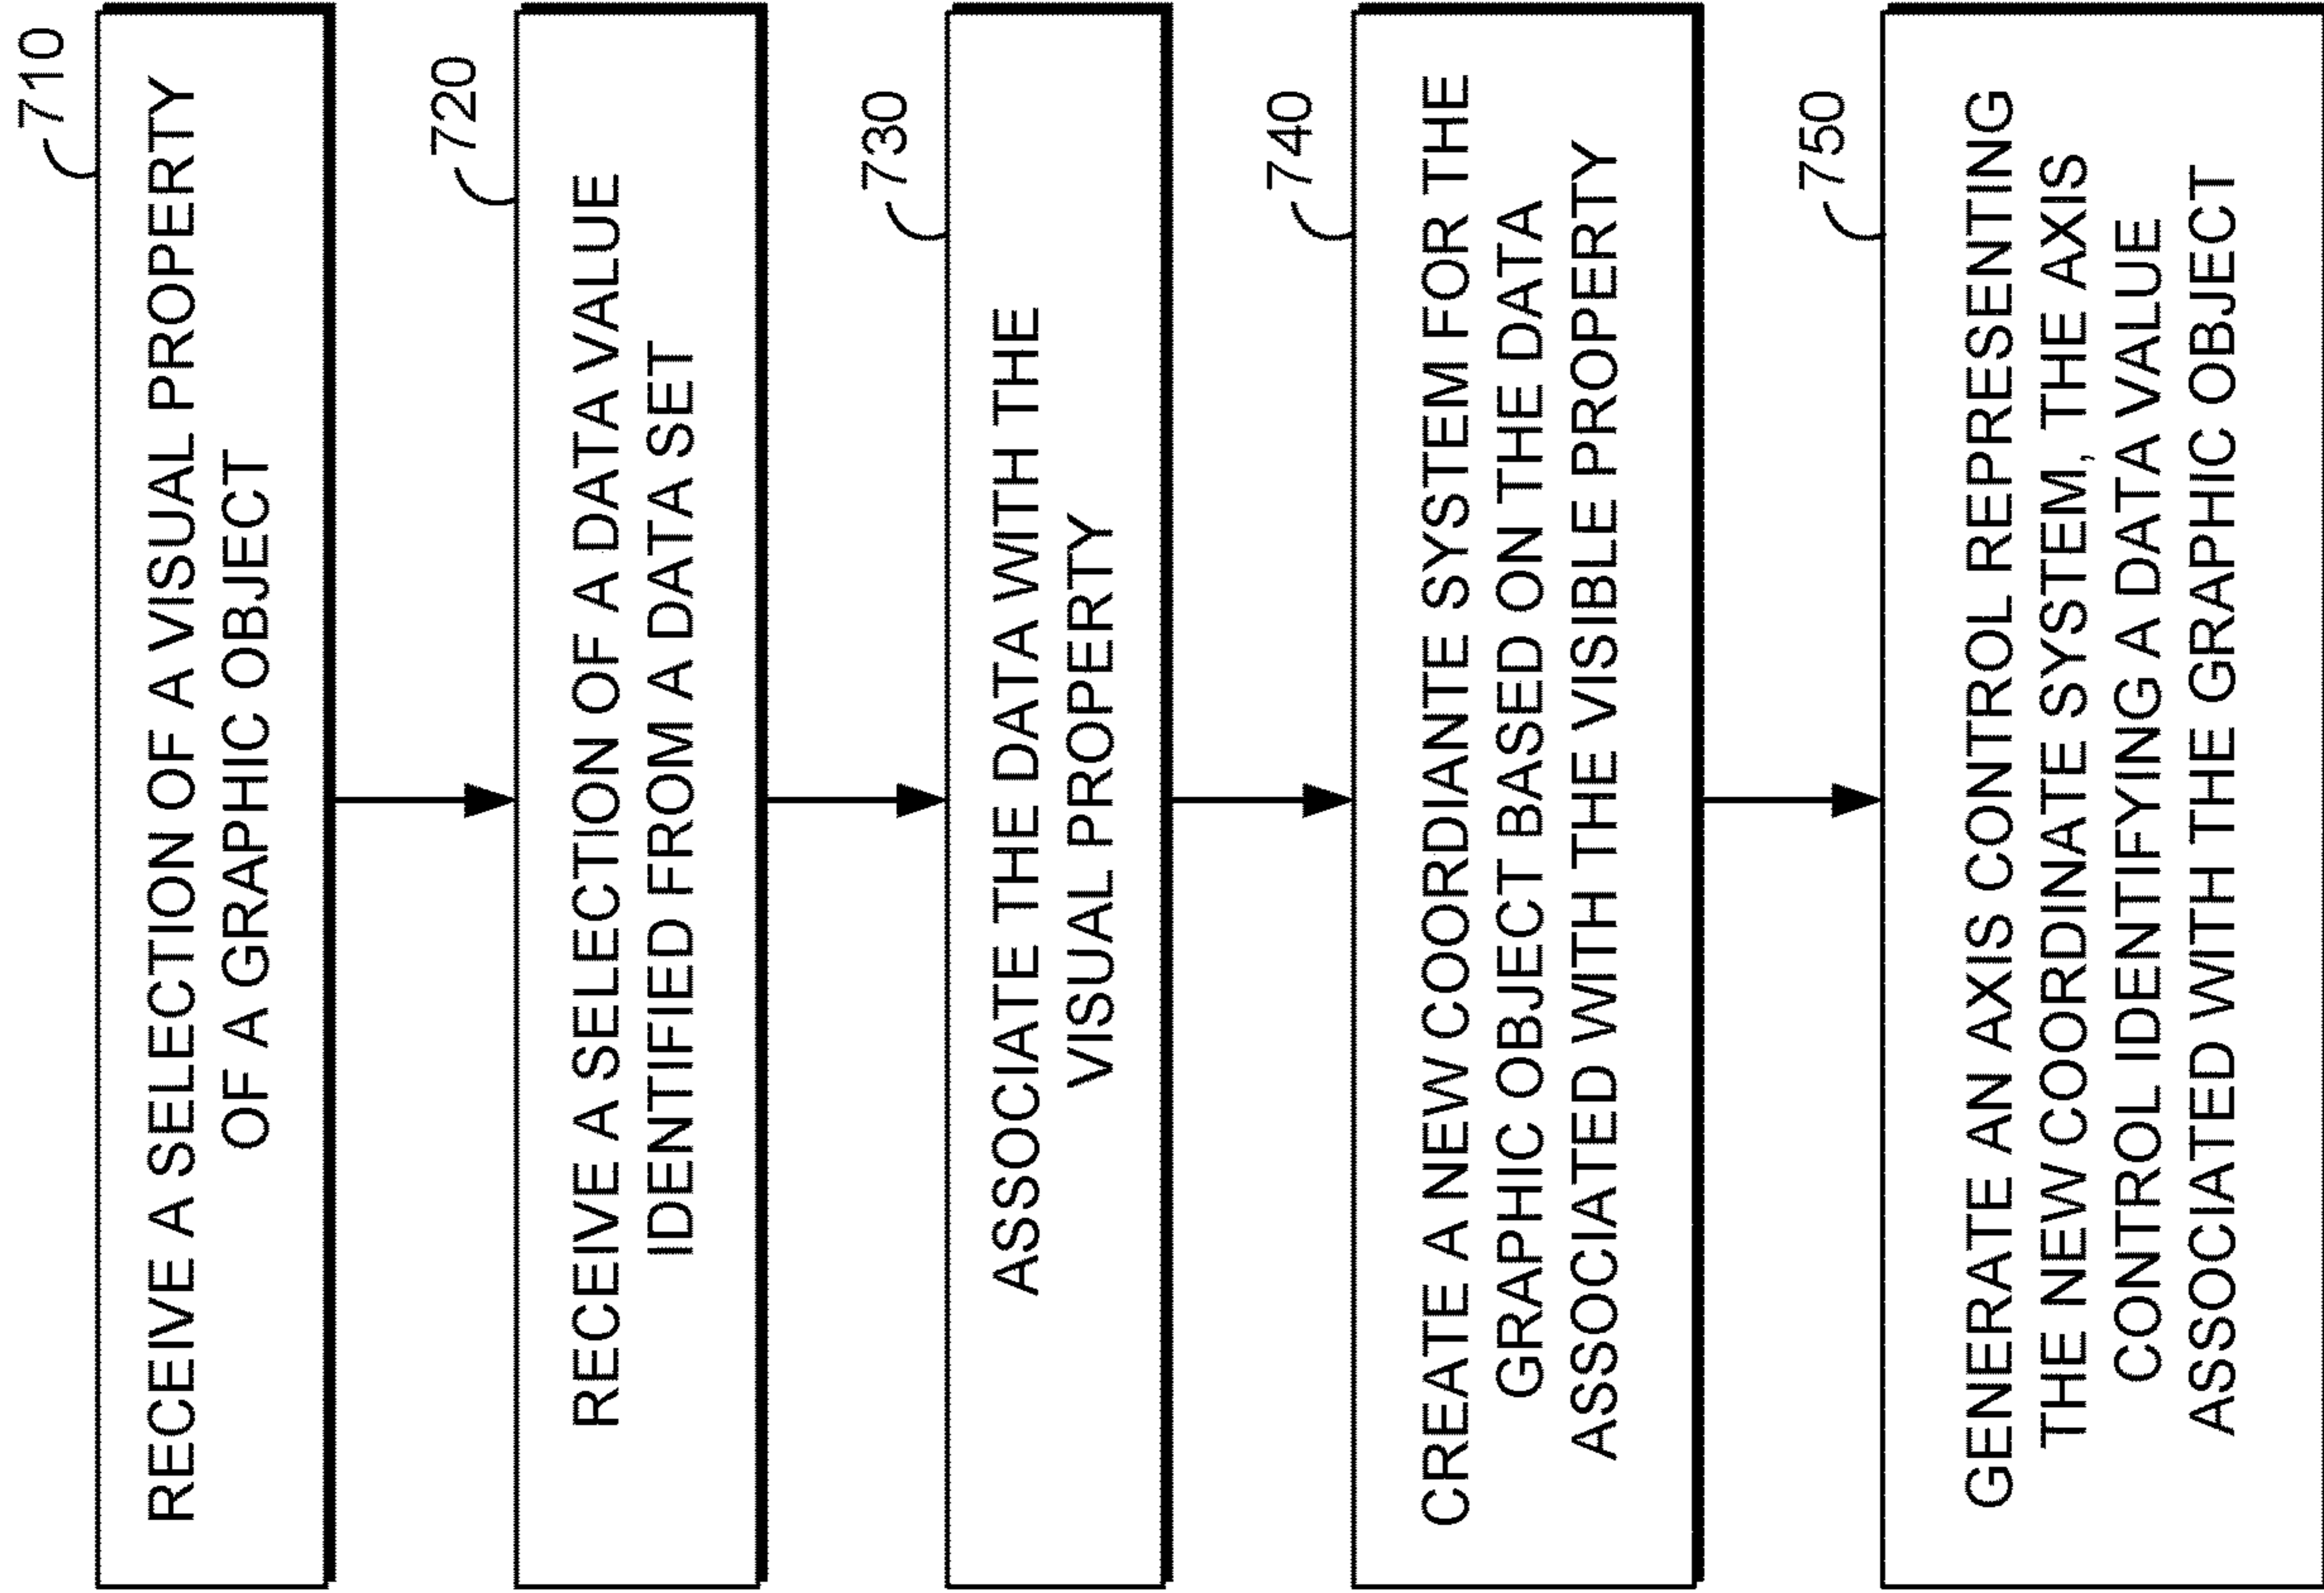 710
RECEIVE A SELECTION OF A VISUAL PROPERTY
OF A GRAPHIC OBJECT
720
RECEIVE A SELECTION OF A DATA VALUE
IDENTIFIED FROM A DATA SET
730
ASSOCIATE THE DATA WITH THE
VISUAL PROPERTY
740
CREATE A NEW COORDIANTE SYSTEM FOR THE
GRAPHIC OBJECT BASED ON THE DATA
ASSOCIATED WITH THE VISIBLE PROPERTY
750
GENERATE AN AXIS CONTROL REPRESENTING
THE NEW COORDINATE SYSTEM, THE AXIS
CONTROL IDENTIFYING A DATA VALUE
ASSOCIATED WITH THE GRAPHIC OBJECT